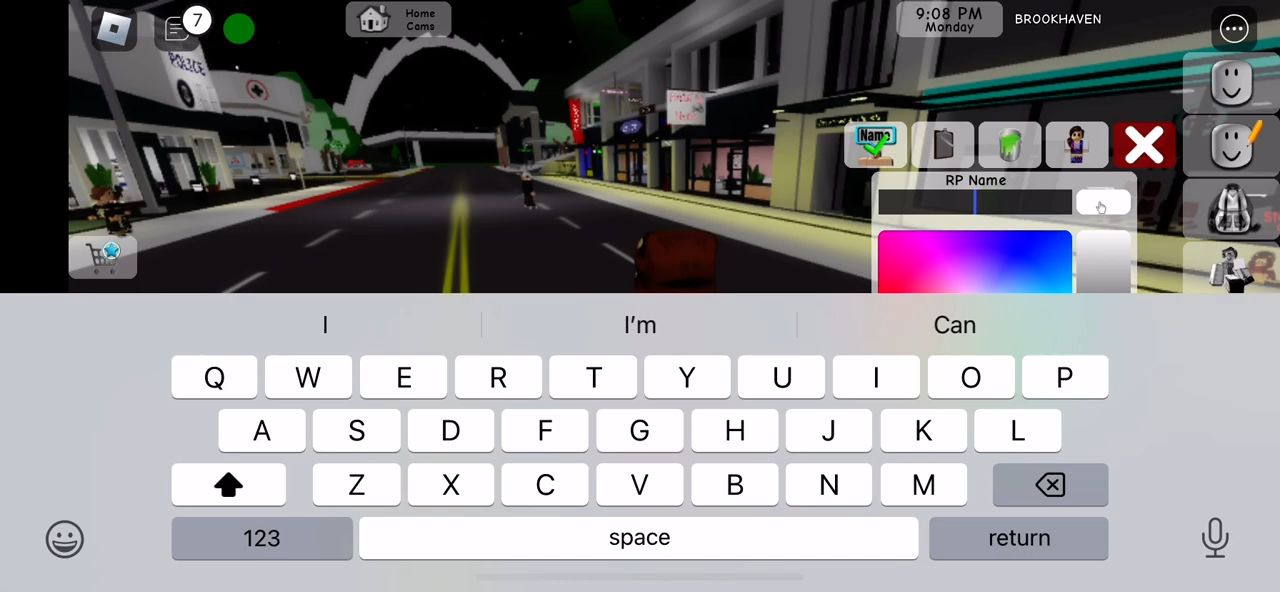 7
Home
Cams
9:08 PM
Monday
BROOKHAVEN
POLICE
Name
RP Name
I
I'm
Can
Q W E R T Y U I O P
A S D F G H J K L
Z X C V B N M
123
space
return